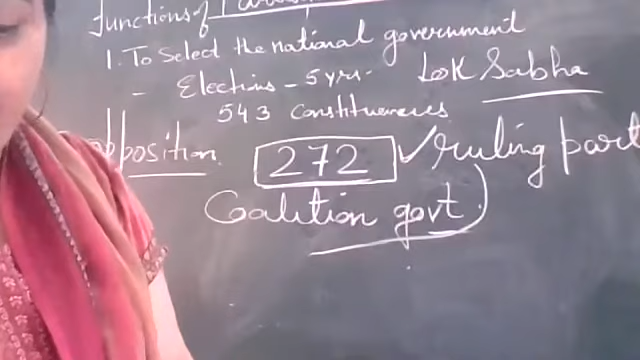 functions of
1. To Select the national government
- Elections - 5 yrs. Lok Sabha
543 Constituencies
opposition 272 ✓ ruling part
Coalition govt)